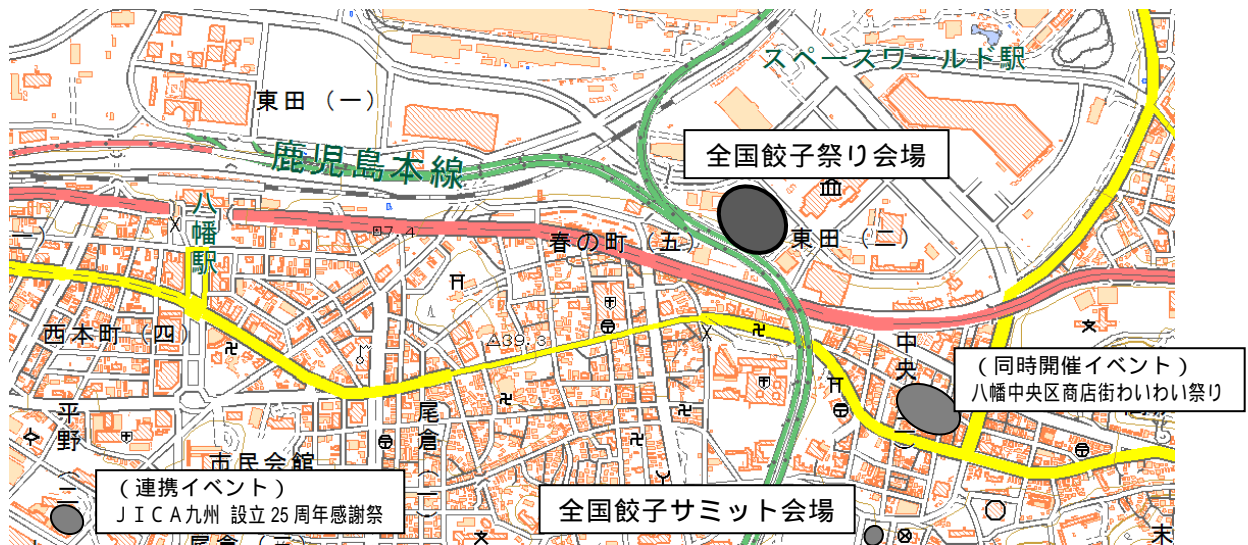 スペースワールド駅
東田（一）
全国餃子祭り会場
鹿児島本線
八幡駅
7.4
春の町（五）
東田（二）
西本町（四）
39.3
中央
（同時開催イベント）
八幡中央区商店街わいわい祭り
平野
尾倉
市民会館
（連携イベント）
ＪＩＣＡ九州 設立25周年感謝祭
全国餃子サミット会場
末